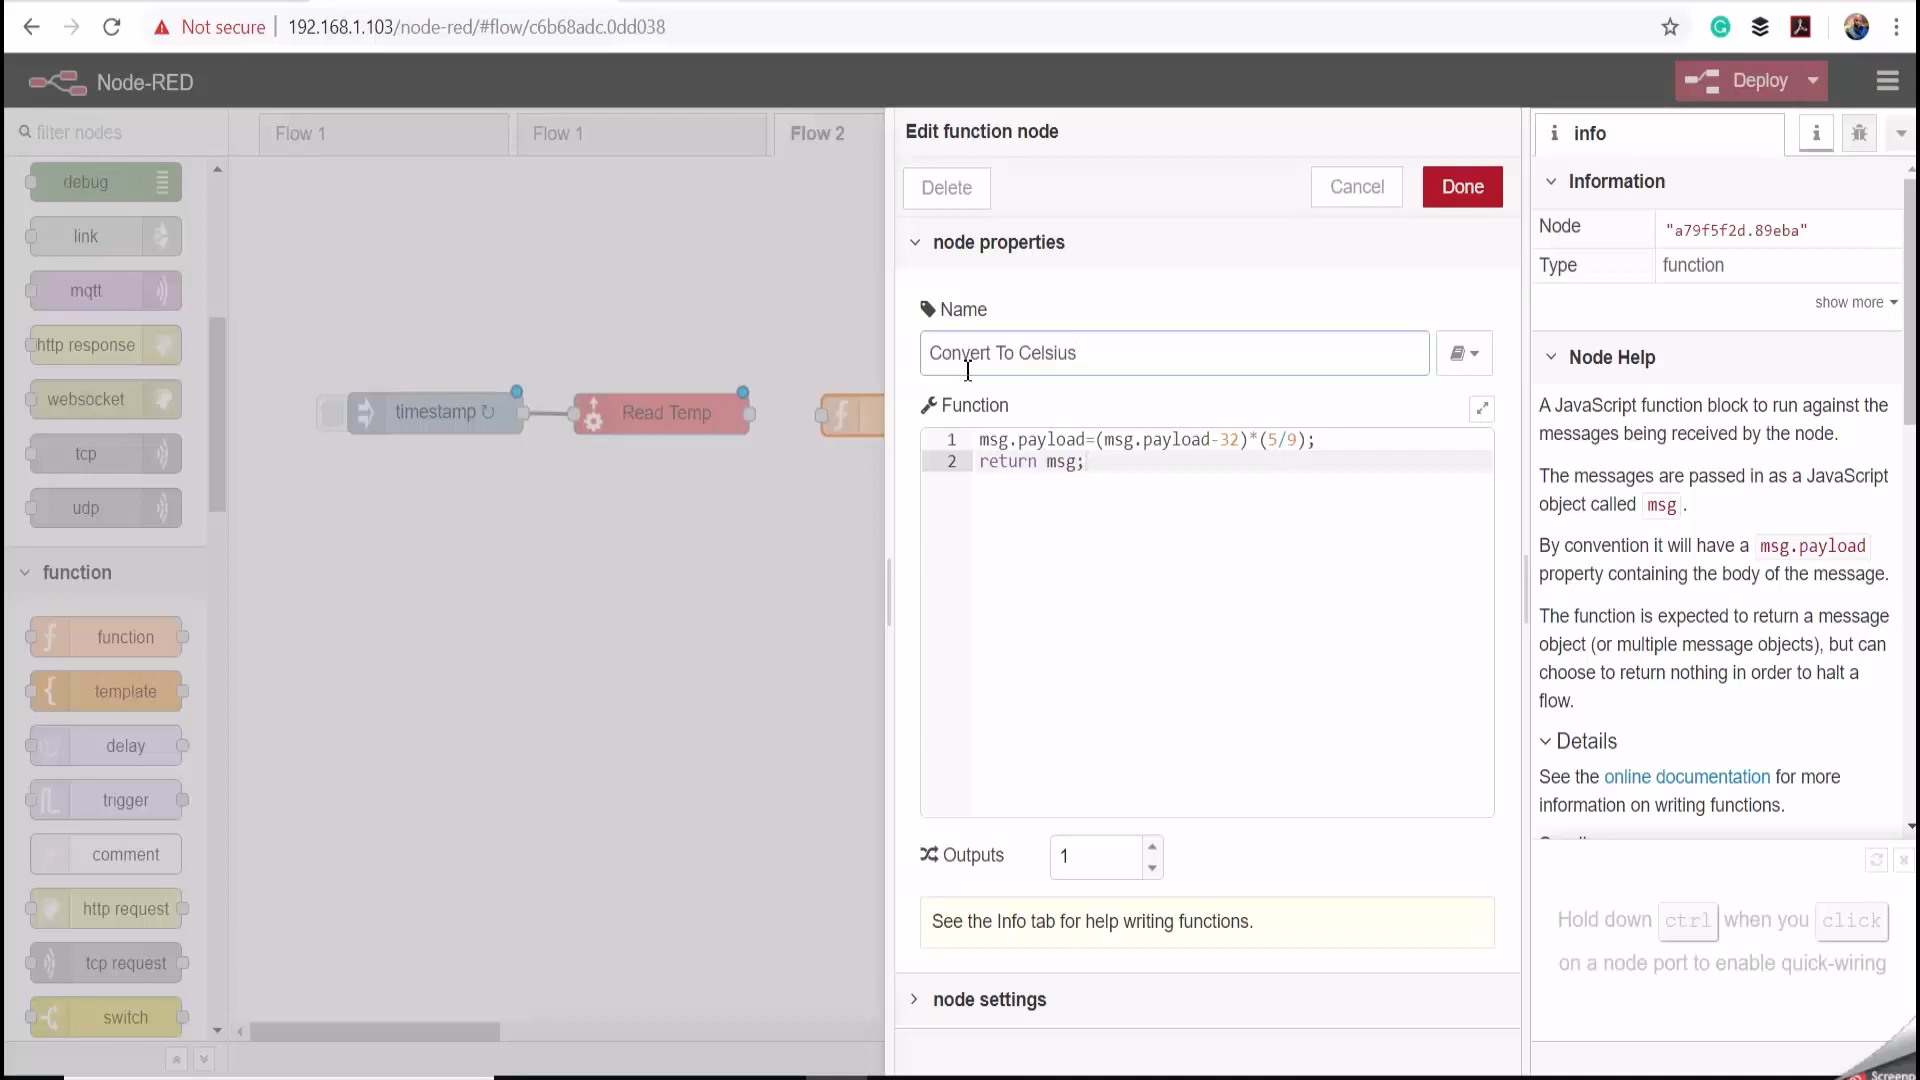 Not secure
192.168.1.103/node-red/#flow/c6b68adc.0dd038
Node-RED
Deploy
filter nodes
debug
link
mqtt
http response
websocket
tcp
udp
function
function
template
delay
trigger
comment
http request
tcp request
switch
Flow 1
Flow 1
Flow 2
timestamp ↻
Read Temp
Edit function node
Delete
Cancel
Done
node properties
Name
Convert To Celsius
Function
1 msg.payload=(msg.payload-32)*(5/9);
2 return msg;
Outputs
1
See the Info tab for help writing functions.
node settings
info
Information
Node "a79f5f2d.89eba"
Type function
show more
Node Help
A JavaScript function block to run against the
messages being received by the node.
The messages are passed in as a JavaScript
object called msg .
By convention it will have a msg.payload
property containing the body of the message.
The function is expected to return a message
object (or multiple message objects), but can
choose to return nothing in order to halt a
flow.
Details
See the online documentation for more
information on writing functions.
Hold down ctrl when you click
on a node port to enable quick-wiring